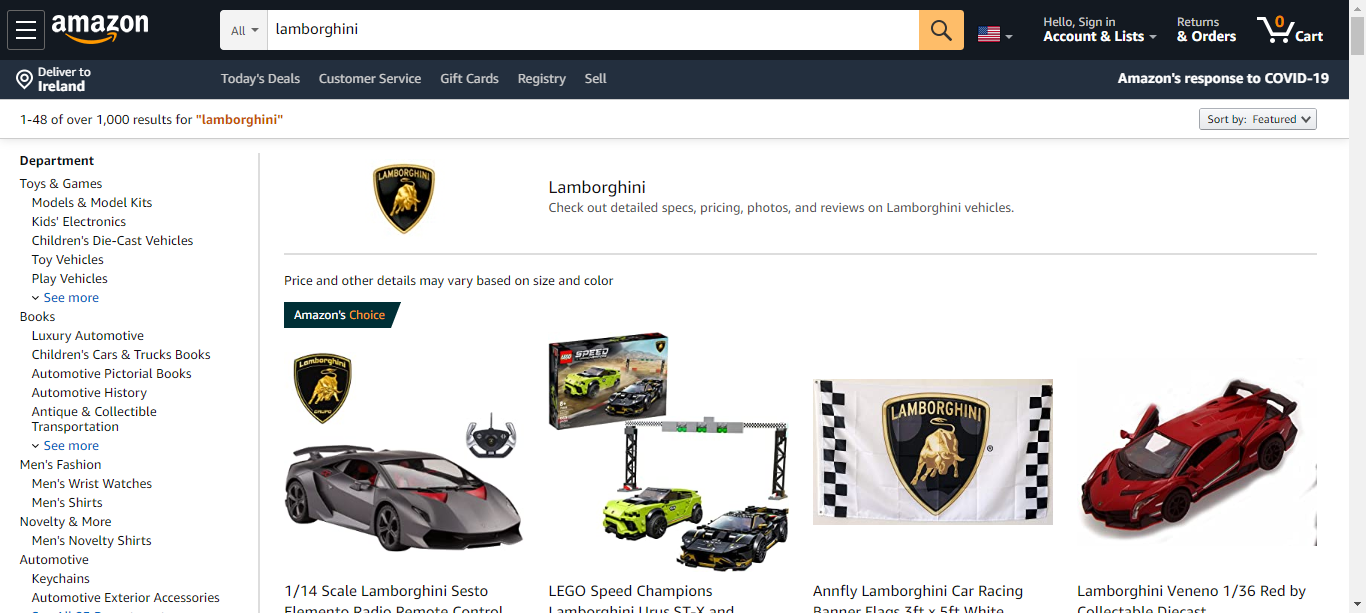 amazon
All
lamborghini
Hello, Sign in
Account & Lists
Returns
& Orders
0
Cart
Deliver to
Ireland
Today's Deals
Customer Service
Gift Cards
Registry
Sell
Amazon's response to COVID-19
1-48 of over 1,000 results for "lamborghini"
Sort by: Featured
Department
Toys & Games
Models & Model Kits
Kids' Electronics
Children's Die-Cast Vehicles
Toy Vehicles
Play Vehicles
See more
Books
Luxury Automotive
Children's Cars & Trucks Books
Automotive Pictorial Books
Automotive History
Antique & Collectible
Transportation
See more
Men's Fashion
Men's Wrist Watches
Men's Shirts
Novelty & More
Men's Novelty Shirts
Automotive
Keychains
Automotive Exterior Accessories
LAMBORGHINI
Lamborghini
Check out detailed specs, pricing, photos, and reviews on Lamborghini vehicles.
Price and other details may vary based on size and color
Amazon's Choice
Lamborghini
LEGO SPEED
LAMBORGHINI
®
1/14 Scale Lamborghini Sesto
Elemento Radio Remote Control
LEGO Speed Champions
Lamborghini Urus ST-X and
Annfly Lamborghini Car Racing
Banner Flags 3ft x 5ft White
Lamborghini Veneno 1/36 Red by
Collectable Diecast